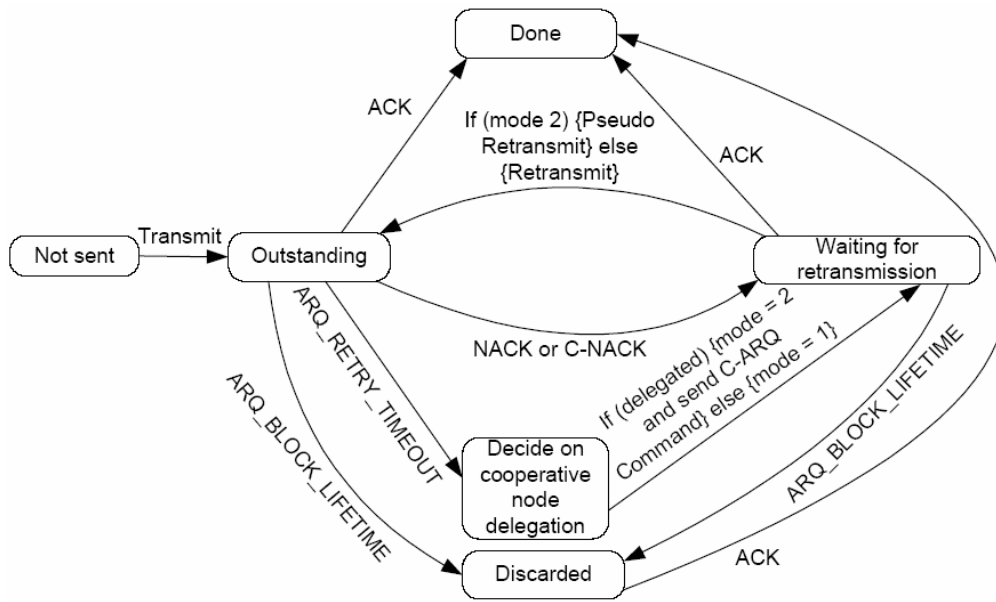 Done
ACK
If (mode 2) {Pseudo
Retransmit} else
{Retransmit}
ACK
Not sent
Transmit
Outstanding
Waiting for
retransmission
NACK or C-NACK
ARQ_RETRY_TIMEOUT
ARQ_BLOCK_LIFETIME
If (delegated) {mode = 2
and send C-ARQ
Command} else {mode = 1}
ARQ_BLOCK_LIFETIME
Decide on
cooperative
node
delegation
Discarded
ACK